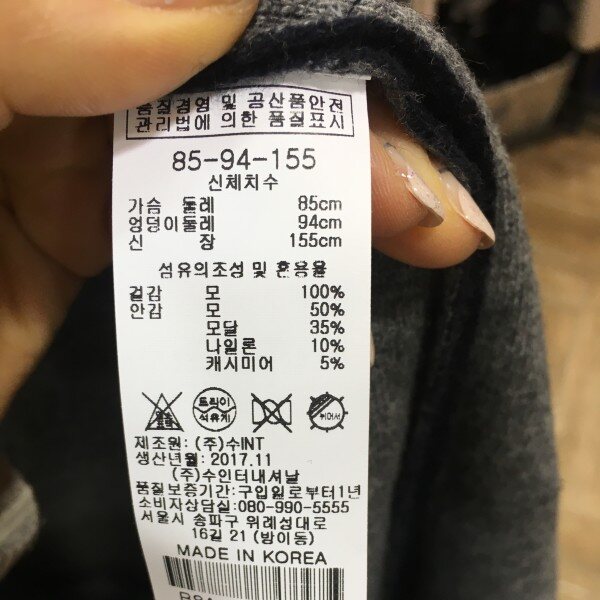 품질경영 및 공산품안전
관리법에 의한 품질표시
85-94-155
신체치수
가슴 둘레 85cm
엉덩이둘레 94cm
신 장 155cm
섬유의조성 및 혼용율
겉감 모 100%
안감 모 50%
모달 35%
나일론 10%
캐시미어 5%
드라이
석유계
제조원: (주)수INT
생산년월 : 2017.11
(주)수인터내셔날
품질보증기간: 구입일로부터1년
소비자상담실: 080-990-5555
서울시 송파구 위례성대로
16길 21 (방이동)
MADE IN KOREA